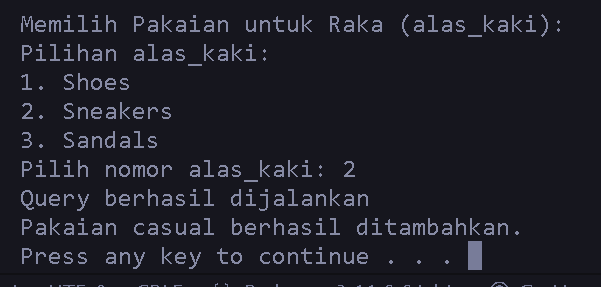 Memilih Pakaian untuk Raka (alas_kaki):
Pilihan alas_kaki:
1. Shoes
2. Sneakers
3. Sandals
Pilih nomor alas_kaki: 2
Query berhasil dijalankan
Pakaian casual berhasil ditambahkan.
Press any key to continue . . .